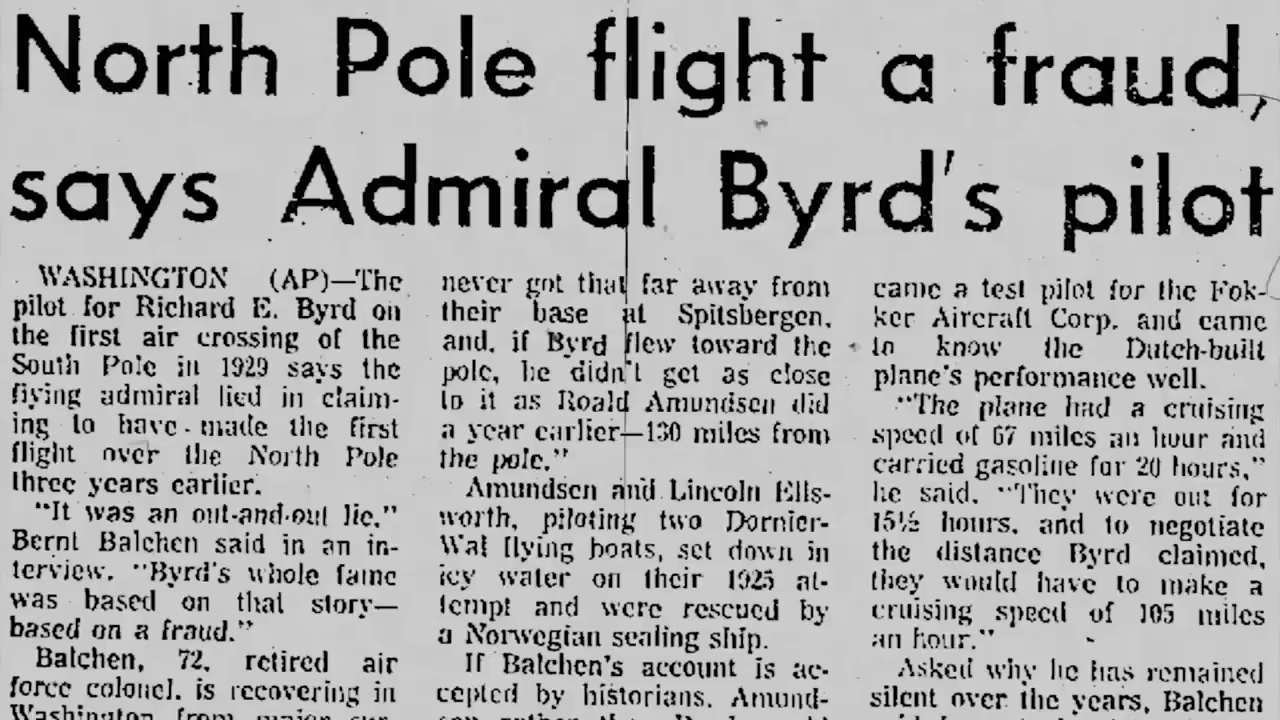 North Pole flight a fraud,
says Admiral Byrd's pilot
WASHINGTON (AP)—The
pilot for Richard E. Byrd on
the first air crossing of the
South Pole in 1929 says the
flying admiral lied in claim-
ing to have made the first
flight over the North Pole
three years earlier.
"It was an out-and-out lie,"
Bernt Balchen said in an in-
terview. "Byrd's whole fame
was based on that story—
based on a fraud."
Balchen, 72, retired air
force colonel, is recovering in
Washington from major sur-
never got that far away from
their base at Spitsbergen,
and, if Byrd flew toward the
pole, he didn't get as close
to it as Roald Amundsen did
a year earlier—130 miles from
the pole."
Amundsen and Lincoln Ells-
worth, piloting two Dornier-
Wal flying boats, set down in
icy water on their 1925 at-
tempt and were rescued by
a Norwegian sealing ship.
If Balchen's account is ac-
cepted by historians, Amund-
came a test pilot for the Fok-
ker Aircraft Corp. and came
to know the Dutch-built
plane's performance well.
"The plane had a cruising
speed of 67 miles an hour and
carried gasoline for 20 hours,"
he said. "They were out for
15½ hours, and to negotiate
the distance Byrd claimed,
they would have to make a
cruising speed of 105 miles
an hour."
Asked why he has remained
silent over the years, Balchen